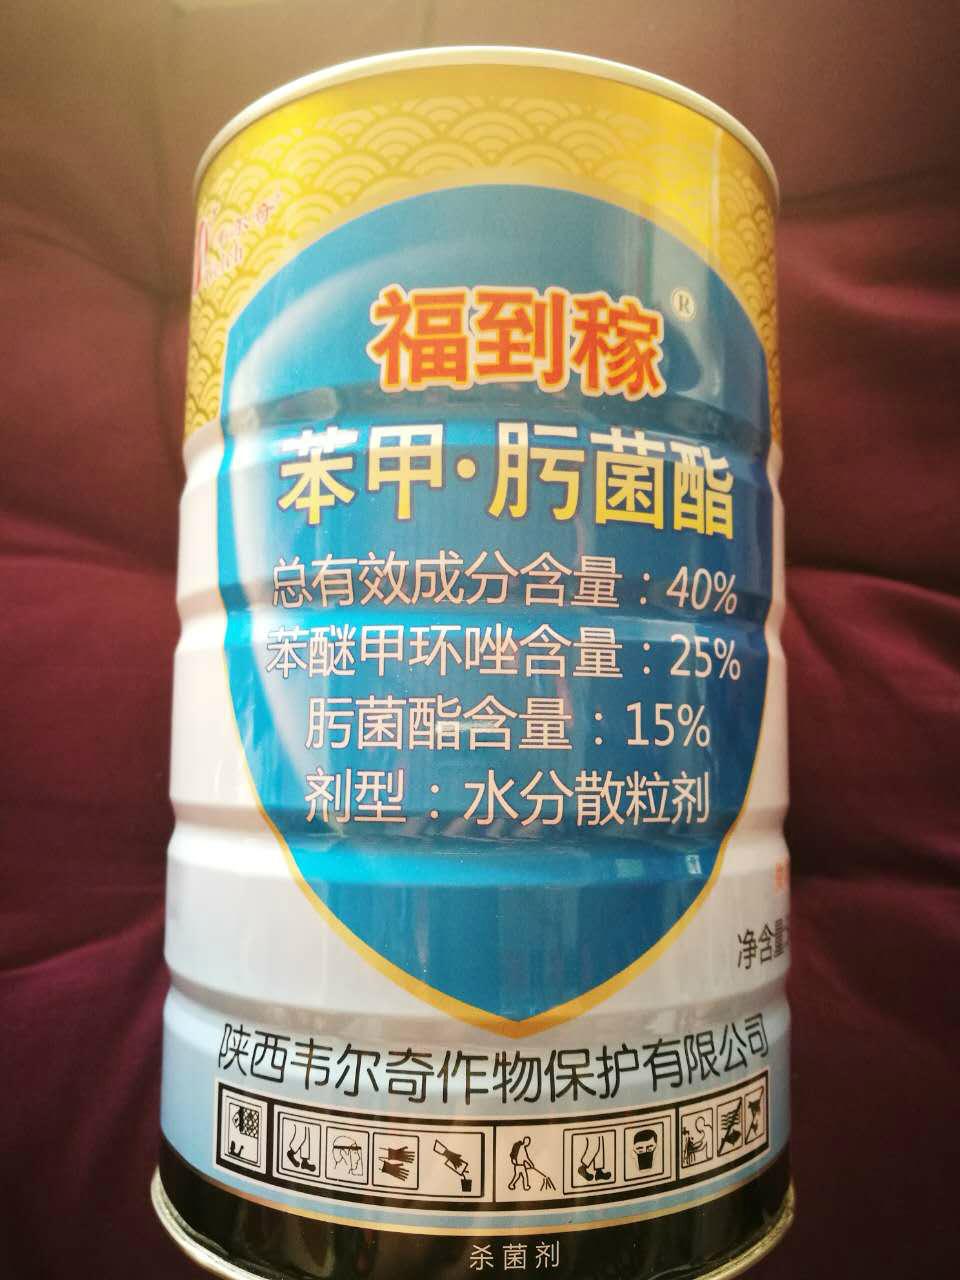 福到稼®
苯甲·肟菌酯
总有效成分含量：40%
苯醚甲环唑含量：25%
肟菌酯含量：15%
剂型：水分散粒剂
净含量
陕西韦尔奇作物保护有限公司
杀菌剂